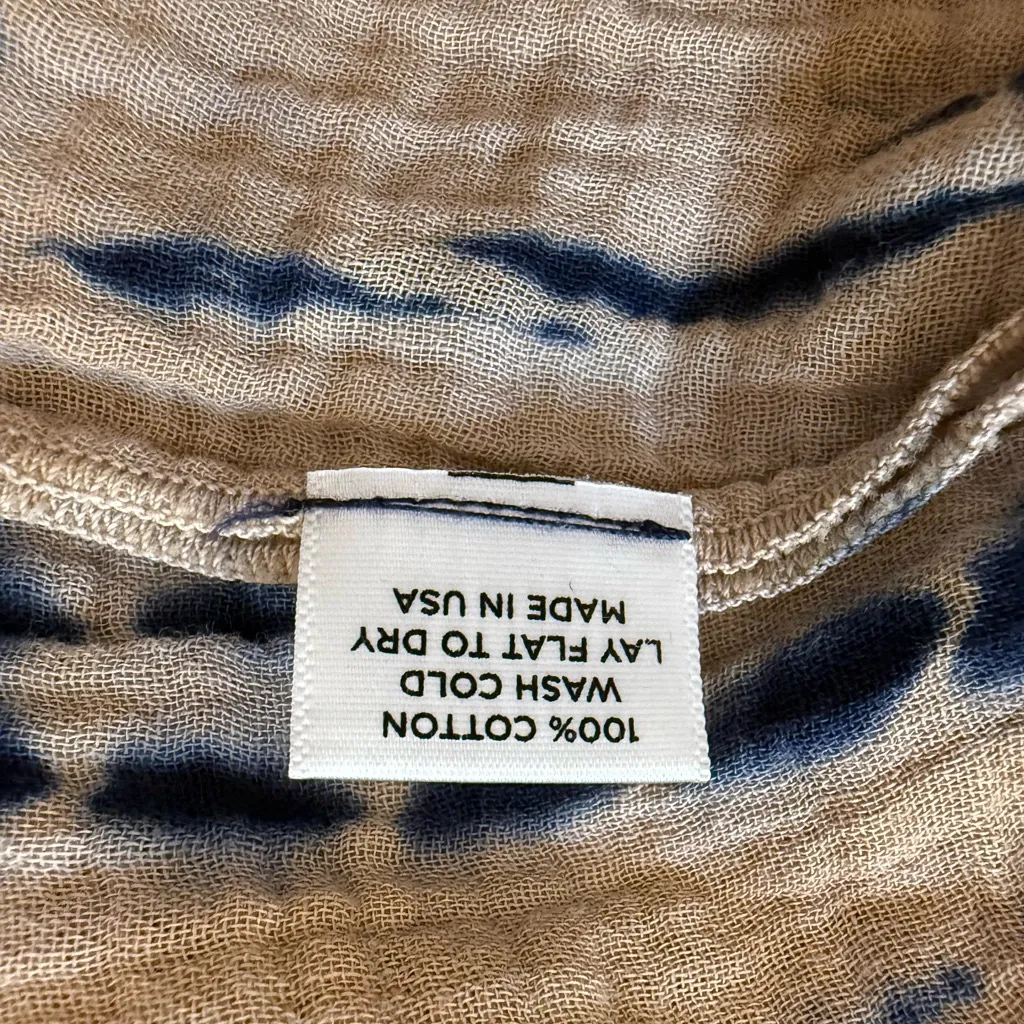 100% COTTON
WASH COLD
LAY FLAT TO DRY
MADE IN USA